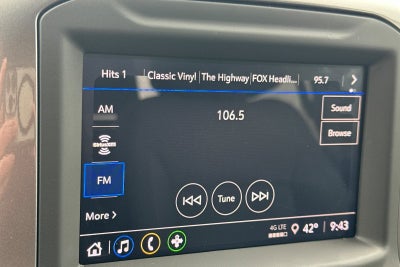 Hits 1 Classic Vinyl The Highway FOX Headli... 95.7
AM
Sound
106.5
SiriusXM
Browse
FM
Tune
More
4G LTE
42° 9:43